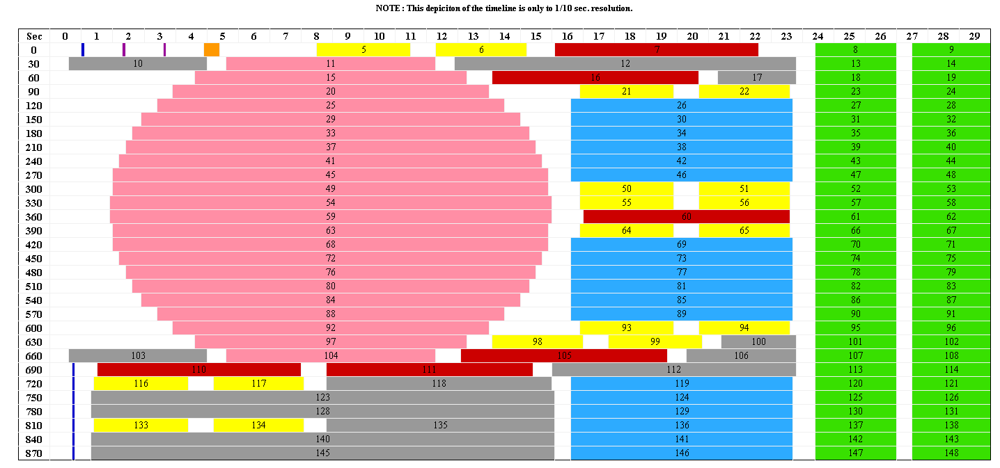 NOTE : This depiciton of the timeline is only to 1/10 sec. resolution.
Sec 0 1 2 3 4 5 6 7 8 9 10 11 12 13 14 15 16 17 18 19 20 21 22 23 24 25 26 27 28 29
0 5 6 7 8 9
30 10 11 12 13 14
60 15 16 17 18 19
90 20 21 22 23 24
120 25 26 27 28
150 29 30 31 32
180 33 34 35 36
210 37 38 39 40
240 41 42 43 44
270 45 46 47 48
300 49 50 51 52 53
330 54 55 56 57 58
360 59 60 61 62
390 63 64 65 66 67
420 68 69 70 71
450 72 73 74 75
480 76 77 78 79
510 80 81 82 83
540 84 85 86 87
570 88 89 90 91
600 92 93 94 95 96
630 97 98 99 100 101 102
660 103 104 105 106 107 108
690 110 111 112 113 114
720 116 117 118 119 120 121
750 123 124 125 126
780 128 129 130 131
810 133 134 135 136 137 138
840 140 141 142 143
870 145 146 147 148